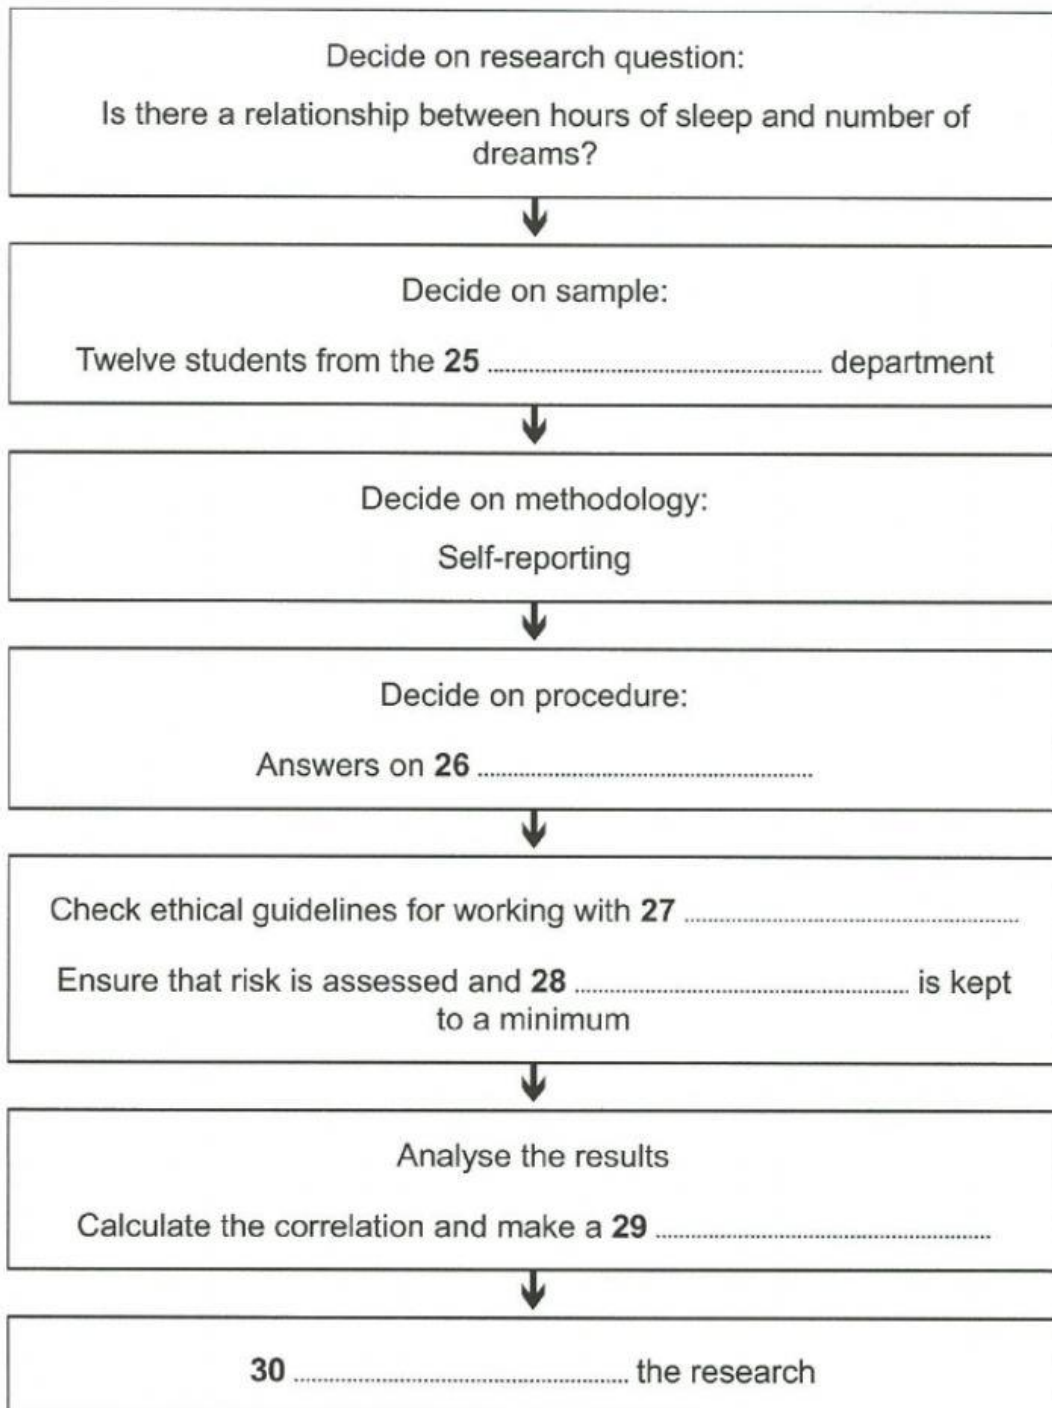 Decide on research question:
Is there a relationship between hours of sleep and number of
dreams?
Decide on sample:
Twelve students from the 25 ........................................ department
Decide on methodology:
Self-reporting
Decide on procedure:
Answers on 26 ........................................
Check ethical guidelines for working with 27 ........................................
Ensure that risk is assessed and 28 ........................................ is kept
to a minimum
Analyse the results
Calculate the correlation and make a 29 ........................................
30 ........................................ the research